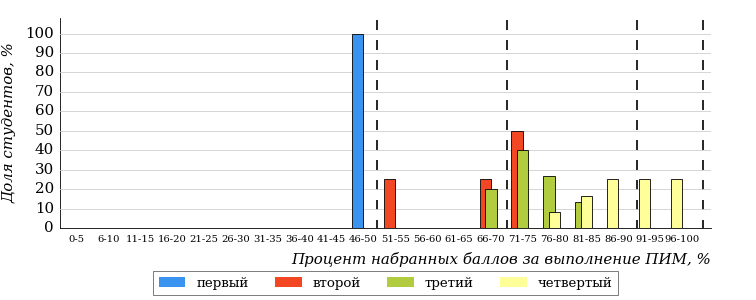 Доля студентов, %
100
90
80
70
60
50
40
30
20
10
0
0-5 6-10 11-15 16-20 21-25 26-30 31-35 36-40 41-45 46-50 51-55 56-60 61-65 66-70 71-75 76-80 81-85 86-90 91-95 96-100
Процент набранных баллов за выполнение ПИМ, %
первый второй третий четвертый